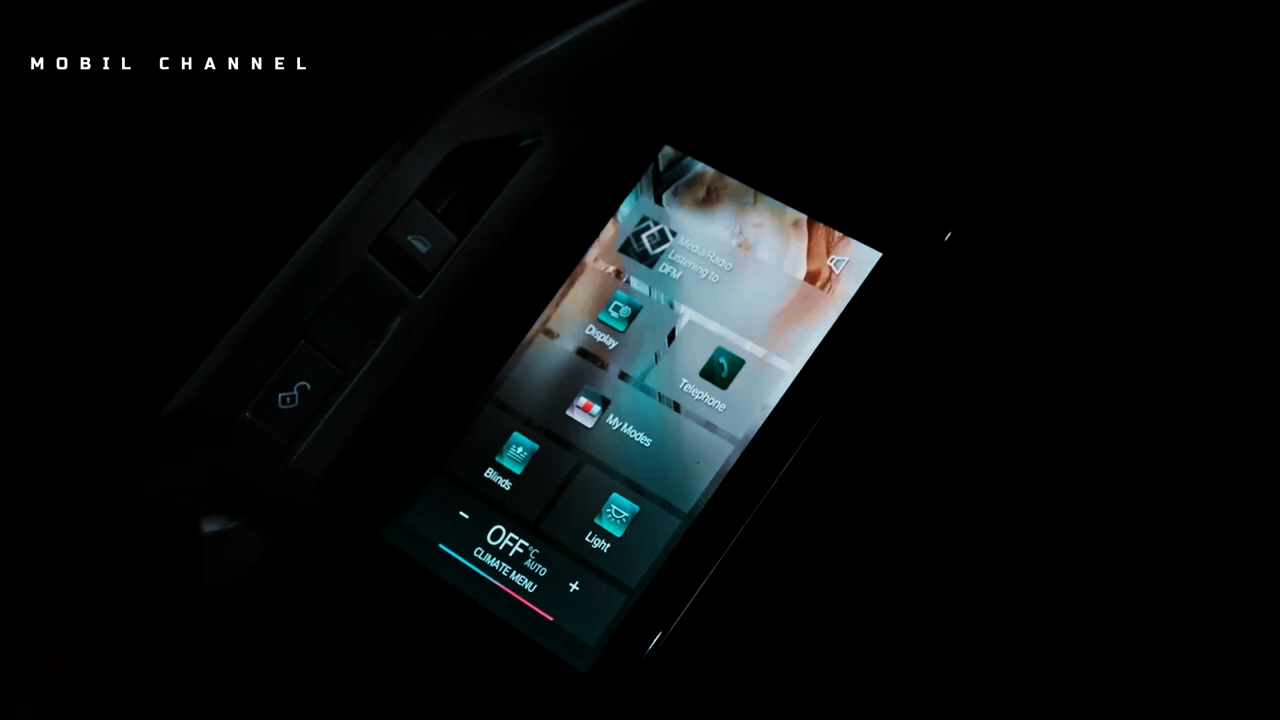 MOBIL CHANNEL
Media/Radio
Listening to
DFM
Display
Telephone
My Modes
Blinds
Light
- OFF °C AUTO +
CLIMATE MENU